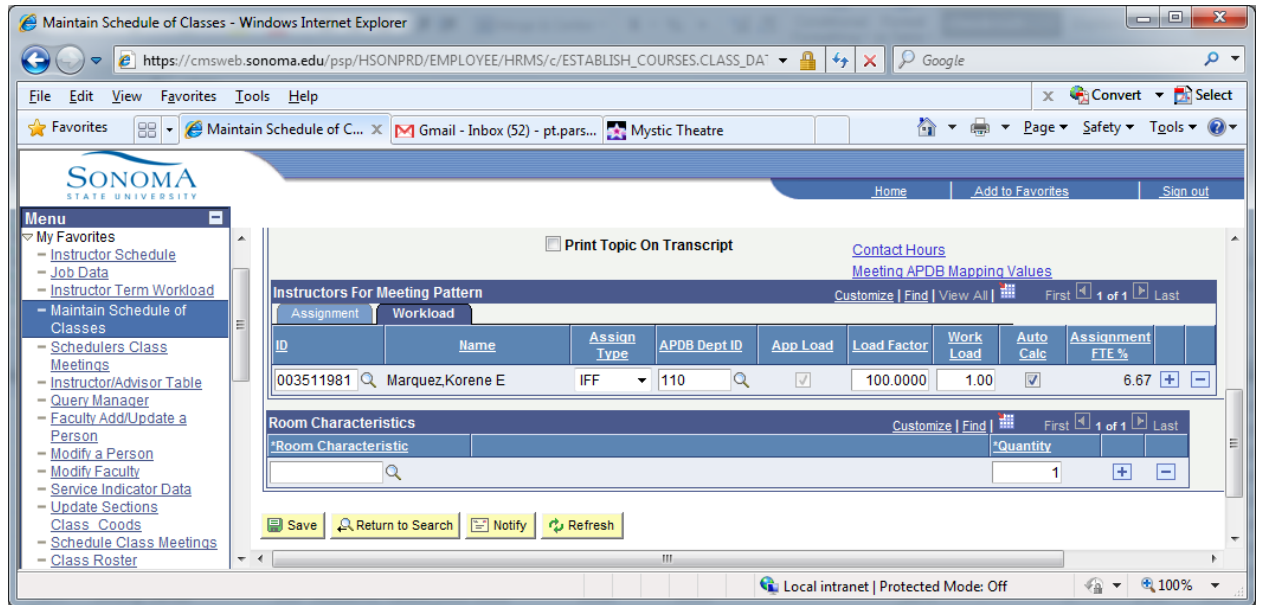 Maintain Schedule of Classes - Windows Internet Explorer
https://cmsweb.sonoma.edu/psp/HSONPRD/EMPLOYEE/HRMS/c/ESTABLISH_COURSES.CLASS_DA Google
File Edit View Favorites Tools Help x Convert Select
Favorites Maintain Schedule of C... x Gmail - Inbox (52) - pt.pars... Mystic Theatre Page Safety Tools
SONOMA
STATE UNIVERSITY
Home Add to Favorites Sign out
Menu
My Favorites
Instructor Schedule
Job Data
Instructor Term Workload
Maintain Schedule of
Classes
Schedulers Class
Meetings
Instructor/Advisor Table
Query Manager
Faculty Add/Update a
Person
Modify a Person
Modify Faculty
Service Indicator Data
Update Sections
Class_Coods
Schedule Class Meetings
Class Roster
Print Topic On Transcript Contact Hours
Meeting APDB Mapping Values
Instructors For Meeting Pattern Customize | Find | View All | First 1 of 1 Last
Assignment Workload
ID Name Assign Type APDB Dept ID App Load Load Factor Work Load Auto Calc Assignment FTE %
003511981 Marquez,Korene E IFF 110 100.0000 1.00 6.67 + -
Room Characteristics Customize | Find | First 1 of 1 Last
*Room Characteristic *Quantity
1 + -
Save Return to Search Notify Refresh
Local intranet | Protected Mode: Off 100%